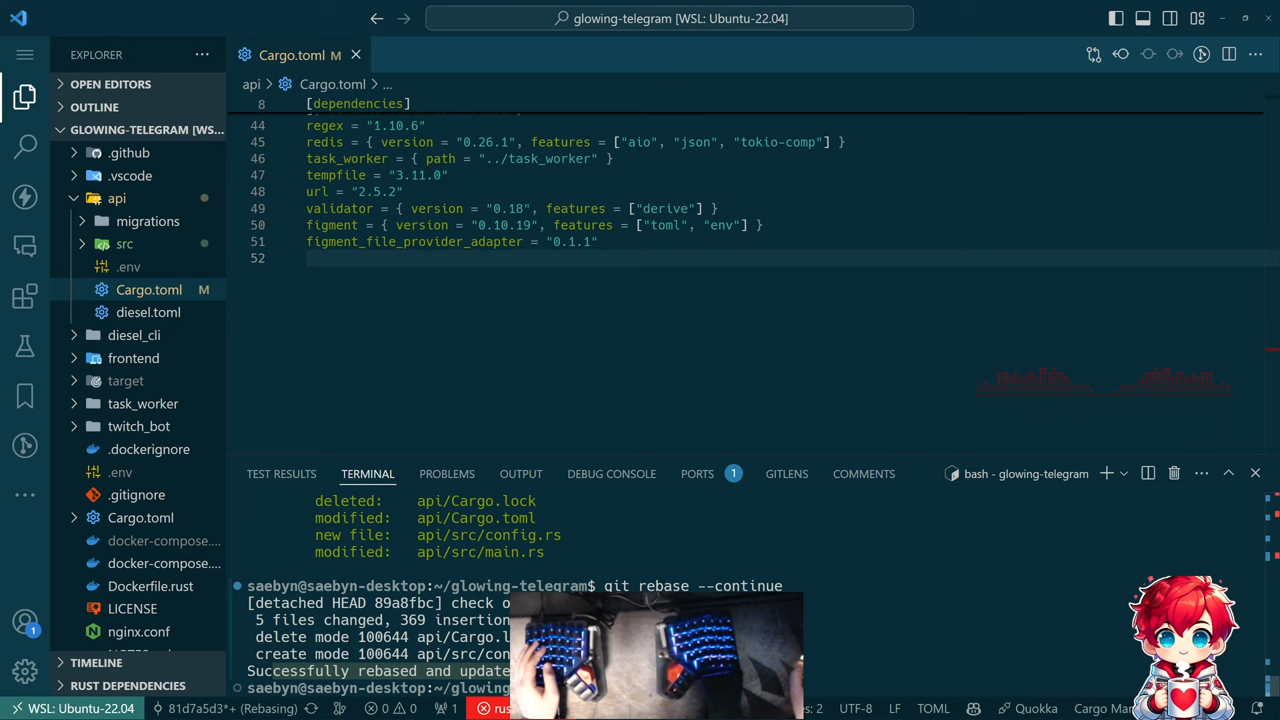 glowing-telegram [WSL: Ubuntu-22.04]
EXPLORER
Cargo.toml M
OPEN EDITORS
OUTLINE
GLOWING-TELEGRAM [WS...
.github
.vscode
api
migrations
src
.env
Cargo.toml M
diesel.toml
diesel_cli
frontend
target
task_worker
twitch_bot
.dockerignore
.env
.gitignore
Cargo.toml
docker-compose....
docker-compose....
Dockerfile.rust
LICENSE
nginx.conf
TIMELINE
RUST DEPENDENCIES
api > Cargo.toml > ...
8 [dependencies]
44 regex = "1.10.6"
45 redis = { version = "0.26.1", features = ["aio", "json", "tokio-comp"] }
46 task_worker = { path = "../task_worker" }
47 tempfile = "3.11.0"
48 url = "2.5.2"
49 validator = { version = "0.18", features = ["derive"] }
50 figment = { version = "0.10.19", features = ["toml", "env"] }
51 figment_file_provider_adapter = "0.1.1"
52
TEST RESULTS TERMINAL PROBLEMS OUTPUT DEBUG CONSOLE PORTS 1 GITLENS COMMENTS bash - glowing-telegram
deleted: api/Cargo.lock
modified: api/Cargo.toml
new file: api/src/config.rs
modified: api/src/main.rs
saebyn@saebyn-desktop:~/glowing-telegram$ git rebase --continue
[detached HEAD 89a8fbc] check o
5 files changed, 369 insertion
delete mode 100644 api/Cargo.l
create mode 100644 api/src/con
Successfully rebased and update
saebyn@saebyn-desktop:~/glowing
1
WSL: Ubuntu-22.04 81d7a5d3*+ (Rebasing) 0 0 1 rus : 2 UTF-8 LF TOML Quokka Cargo Ma